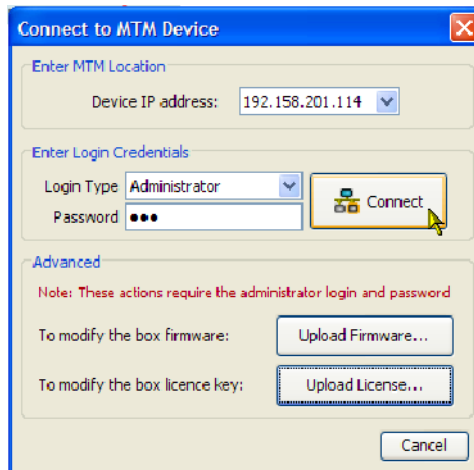 Connect to MTM Device
Enter MTM Location
Device IP address: 192.158.201.114
Enter Login Credentials
Login Type Administrator
Password ●●●
Connect
Advanced
Note: These actions require the administrator login and password
To modify the box firmware: Upload Firmware...
To modify the box licence key: Upload License...
Cancel